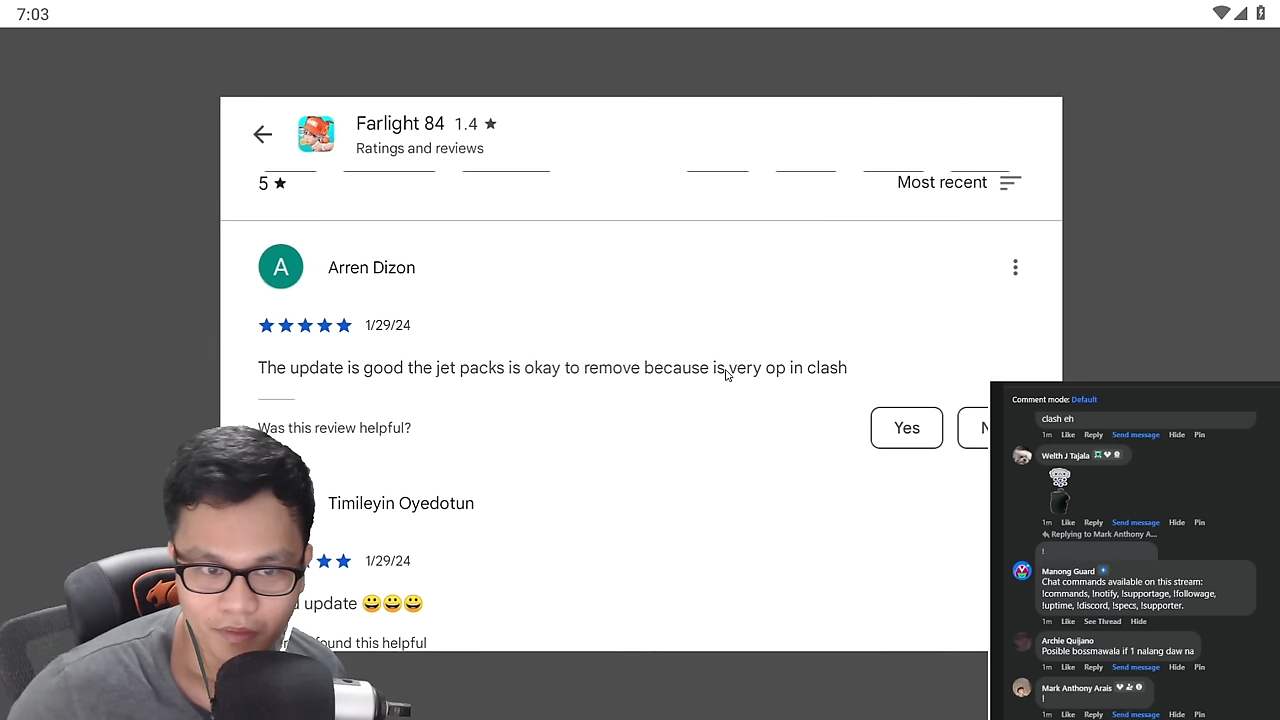 7:03
Farlight 84 1.4 ★
Ratings and reviews
5 ★
Most recent
A
Arren Dizon
1/29/24
The update is good the jet packs is okay to remove because is very op in clash
Was this review helpful?
Yes
Timileyin Oyedotun
1/29/24
update 😀😀😀
found this helpful
Comment mode: Default
clash eh
1m Like Reply Send message Hide Pin
Welth J Tajala
1m Like Reply Send message Hide Pin
Replying to Mark Anthony A...
!
Manong Guard
Chat commands available on this stream:
!commands, !notify, !supportage, !followage,
!uptime, !discord, !specs, !supporter.
1m Like See Thread Hide
Archie Quijano
Posible bossmawala if 1 nalang daw na
1m Like Reply Send message Hide Pin
Mark Anthony Arais
!
1m Like Reply Send message Hide Pin